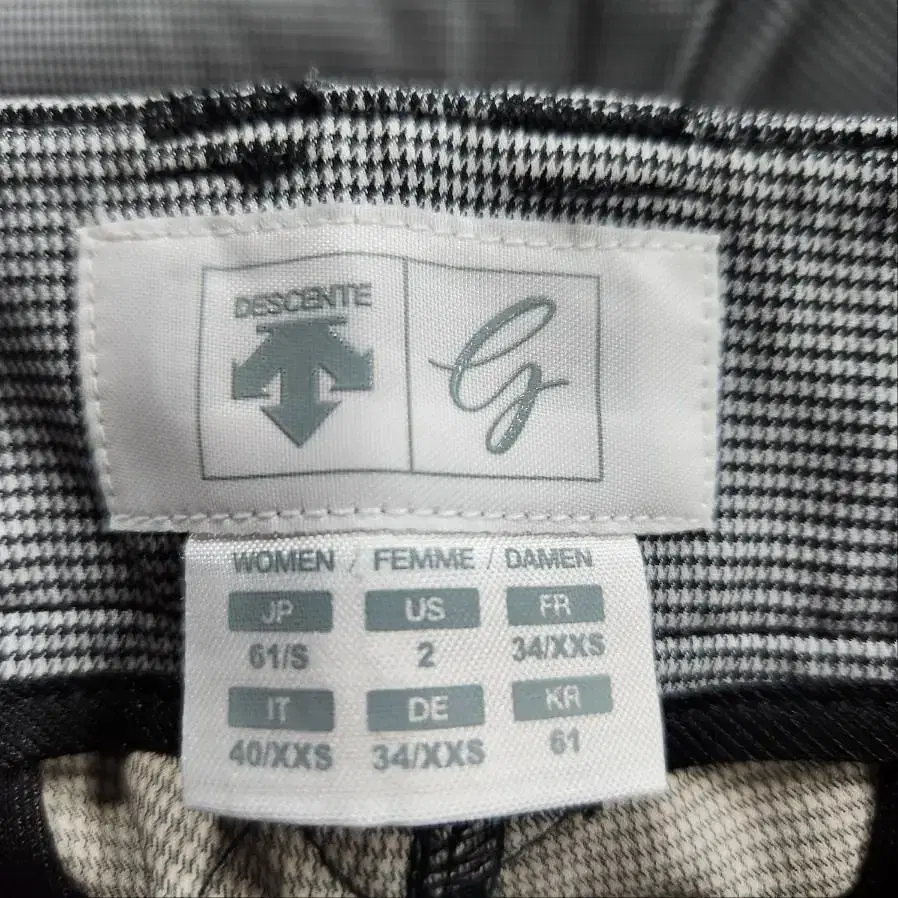 DESCENTE
G
WOMEN / FEMME / DAMEN
JP US FR
61/S 2 34/XXS
IT DE KR
40/XXS 34/XXS 61